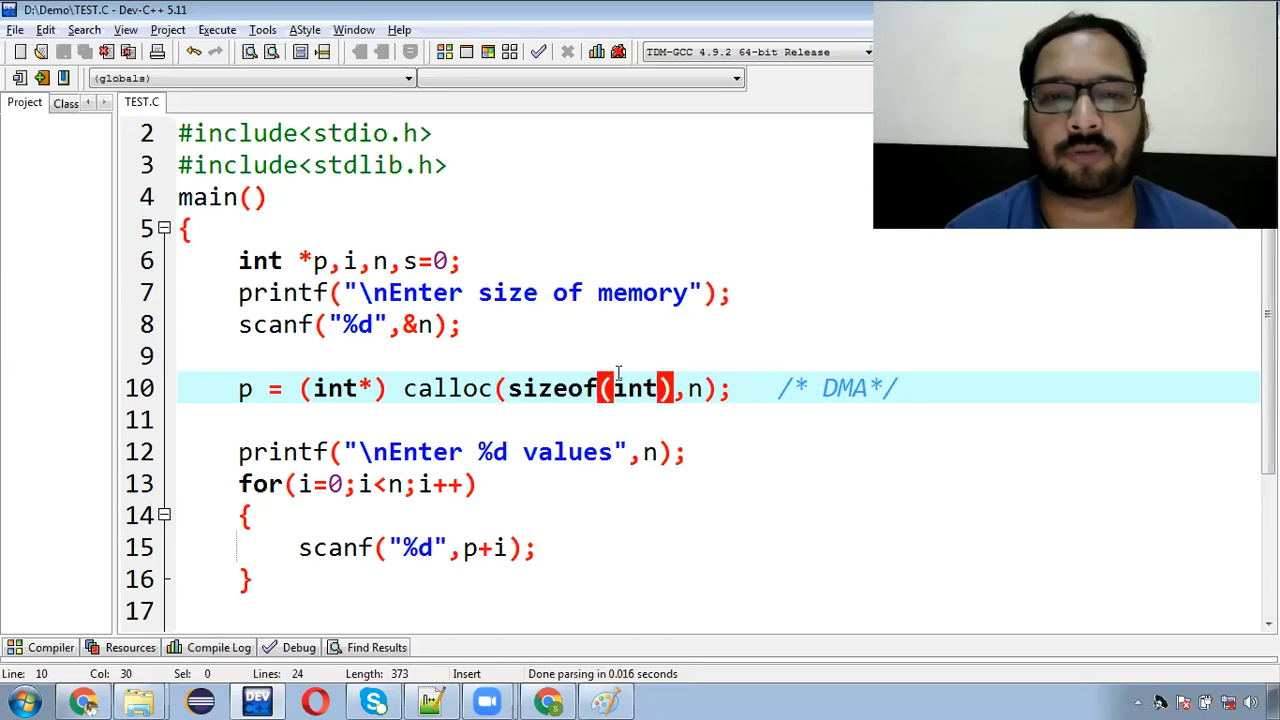 D:\Demo\TEST.C - Dev-C++ 5.11
File Edit Search View Project Execute Tools AStyle Window Help
TDM-GCC 4.9.2 64-bit Release
(globals)
Project Class TEST.C
2 #include<stdio.h>
3 #include<stdlib.h>
4 main()
5 {
6 int *p,i,n,s=0;
7 printf("\nEnter size of memory");
8 scanf("%d",&n);
9
10 p = (int*) calloc(sizeof(int),n); /* DMA*/
11
12 printf("\nEnter %d values",n);
13 for(i=0;i<n;i++)
14 {
15 scanf("%d",p+i);
16 }
17
Compiler Resources Compile Log Debug Find Results
Line: 10 Col: 30 Sel: 0 Lines: 24 Length: 373 Insert Done parsing in 0.016 seconds
DEV C++